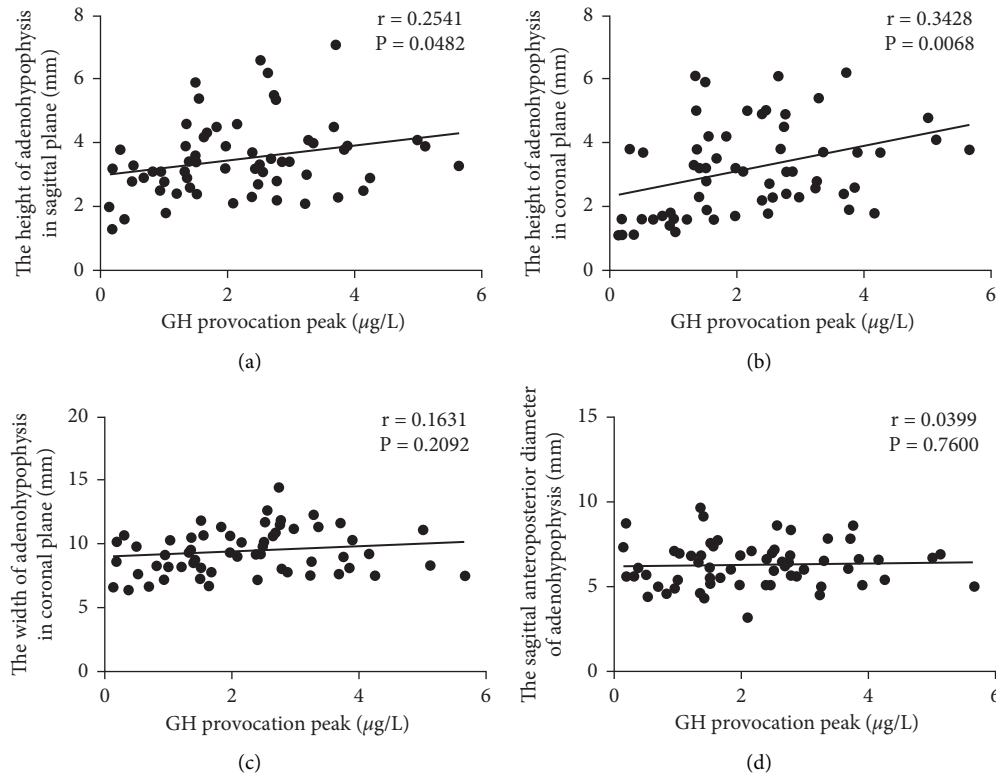 The height of adenohypophysis
in sagittal plane (mm)
8
6
4
2
0
r = 0.2541
P = 0.0482
0
2
4
6
GH provocation peak (µg/L)
(a)
The height of adenohypophysis
in coronal plane (mm)
8
6
4
2
0
r = 0.3428
P = 0.0068
0
2
4
6
GH provocation peak (µg/L)
(b)
The width of adenohypophysis
in coronal plane (mm)
20
15
10
5
0
r = 0.1631
P = 0.2092
0
2
4
6
GH provocation peak (µg/L)
(c)
The sagittal anteroposterior diameter
of adenohypophysis (mm)
15
10
5
0
r = 0.0399
P = 0.7600
0
2
4
6
GH provocation peak (µg/L)
(d)